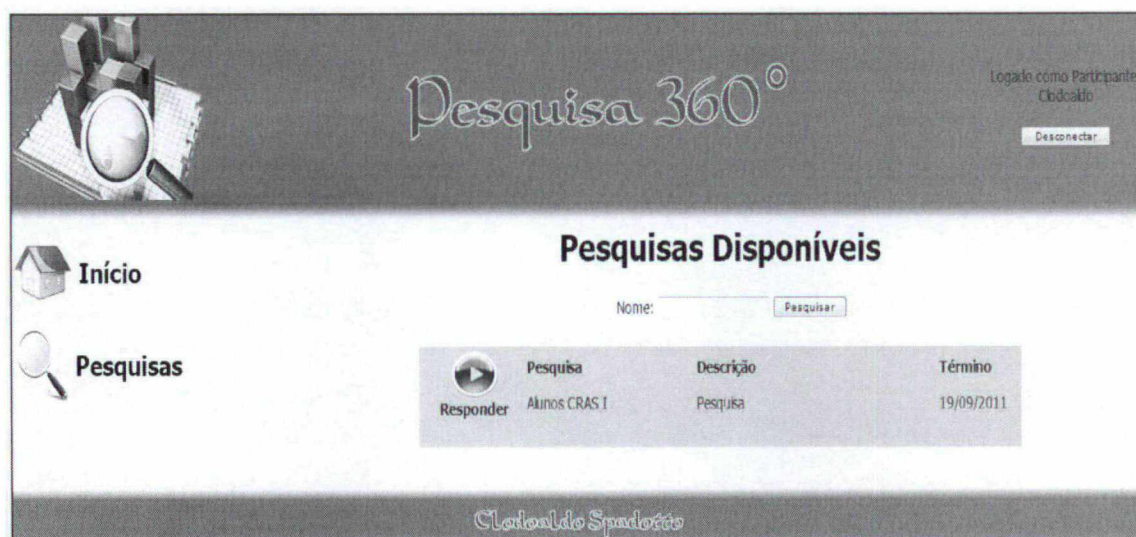 Pesquisa 360°
Logado como Participante
Clodoaldo
Desconectar
Início
Pesquisas
Pesquisas Disponíveis
Nome: Pesquisar
Responder
Pesquisa Descrição Término
Alunos CRAS I Pesquisa 19/09/2011
Clodoaldo Spadotto